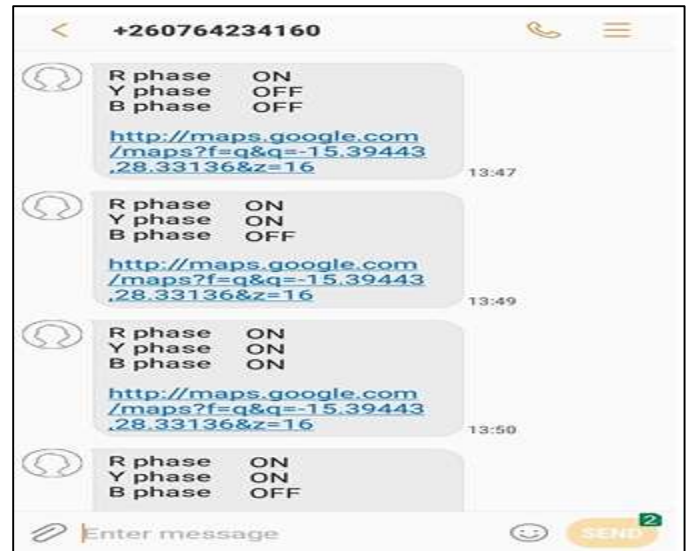 +260764234160
R phase ON
Y phase OFF
B phase OFF
http://maps.google.com
/maps?f=q&q=-15.39443
,28.33136&z=16
13:47
R phase ON
Y phase ON
B phase OFF
http://maps.google.com
/maps?f=q&q=-15.39443
,28.33136&z=16
13:49
R phase ON
Y phase ON
B phase ON
http://maps.google.com
/maps?f=q&q=-15.39443
,28.33136&z=16
13:50
R phase ON
Y phase ON
B phase OFF
Enter message
SEND
2